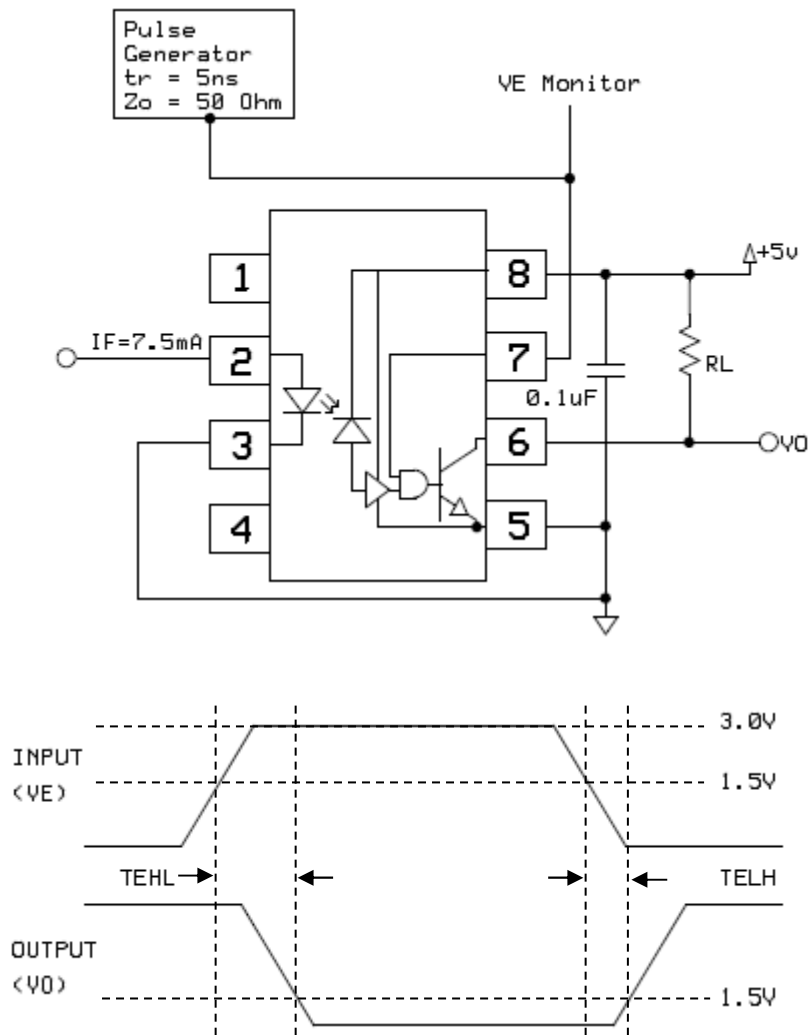 Pulse
Generator
tr = 5ns
Zo = 50 Ohm
VE Monitor
+5v
1
8
IF=7.5mA
2
7
0.1uF
RL
3
6
VO
4
5
3.0V
INPUT
(VE)
1.5V
TEHL
TELH
OUTPUT
(VO)
1.5V